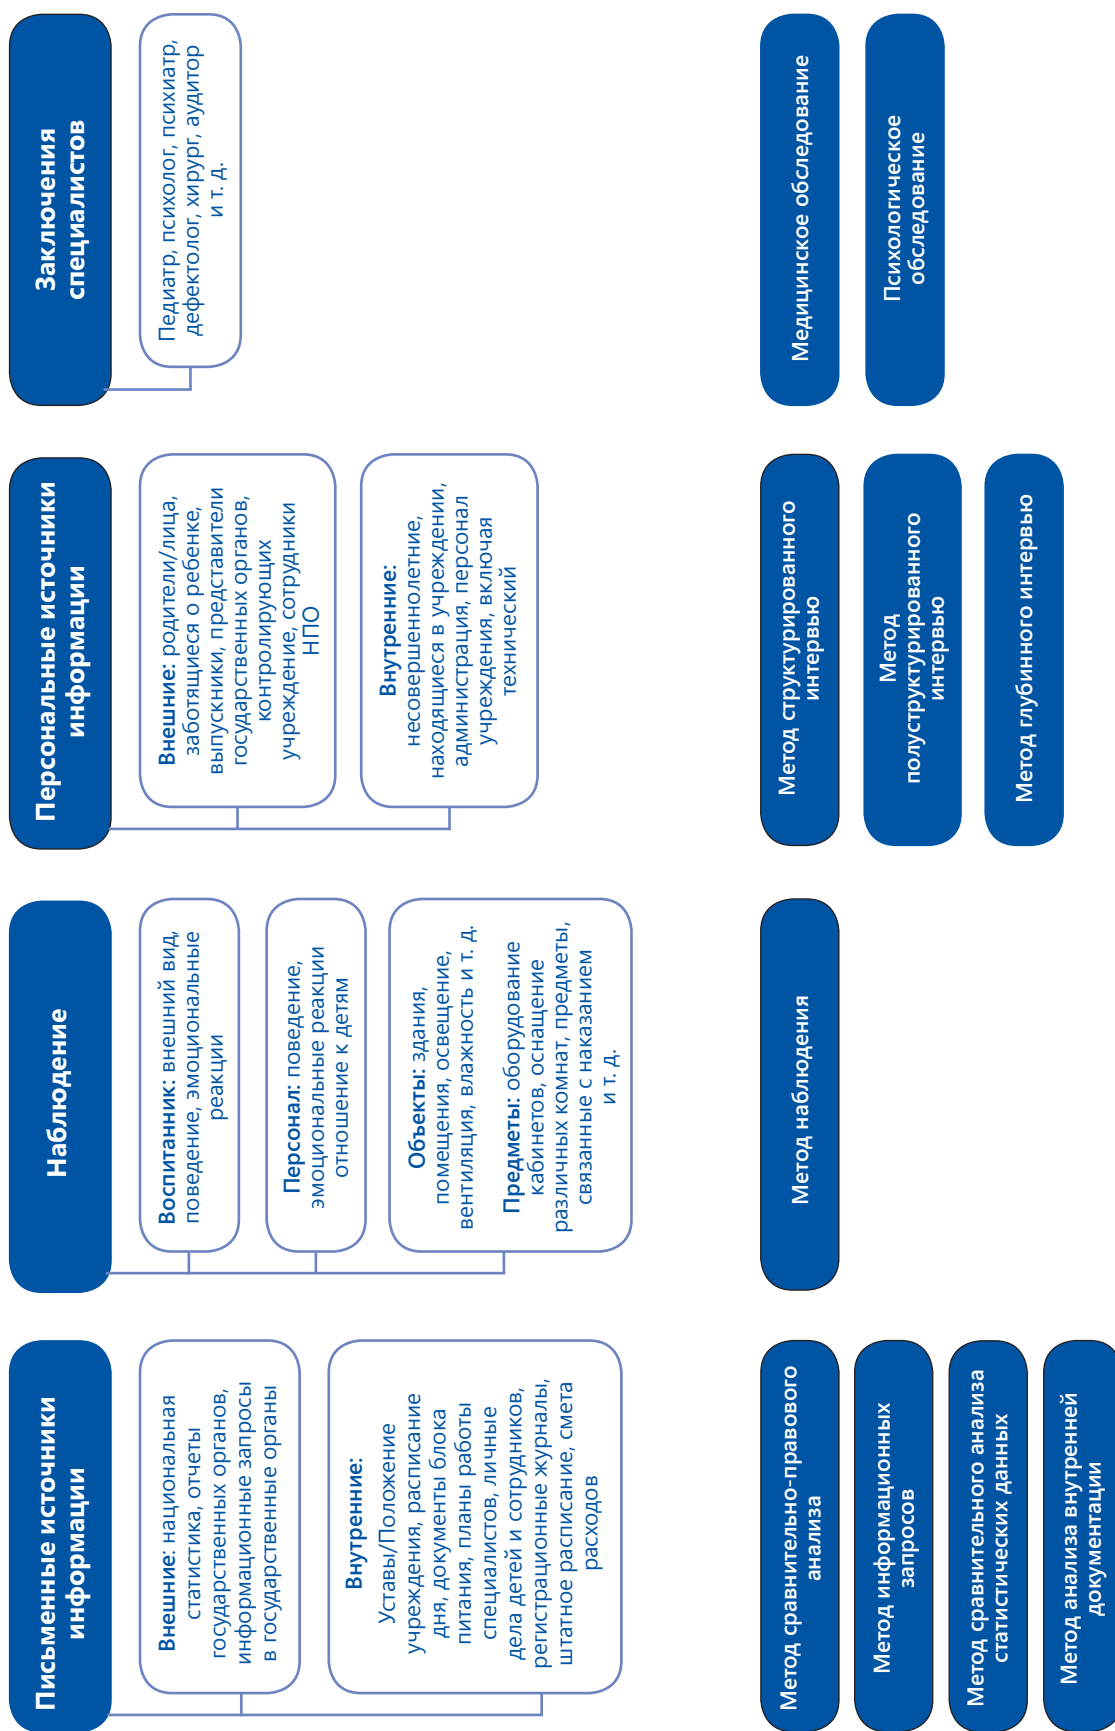 Письменные источники
информации
Внешние: национальная
статистика, отчеты
государственных органов,
информационные запросы
в государственные органы
Внутренние:
Уставы/Положение
учреждения, расписание
дня, документы блока
питания, планы работы
специалистов, личные
дела детей и сотрудников,
регистрационные журналы,
штатное расписание, смета
расходов
Метод сравнительно-правового
анализа
Метод информационных
запросов
Метод сравнительного анализа
статистических данных
Метод анализа внутренней
документации
Наблюдение
Воспитанник: внешний вид,
поведение, эмоциональные
реакции
Персонал: поведение,
эмоциональные реакции
отношение к детям
Объекты: здания,
помещения, освещение,
вентиляция, влажность и т. д.
Предметы: оборудование
кабинетов, оснащение
различных комнат, предметы,
связанные с наказанием
и т. д.
Метод наблюдения
Персональные источники
информации
Внешние: родители/лица,
заботящиеся о ребенке,
выпускники, представители
государственных органов,
контролирующих
учреждение, сотрудники
НПО
Внутренние:
несовершеннолетние,
находящиеся в учреждении,
администрация, персонал
учреждения, включая
технический
Метод структурированного
интервью
Метод
полуструктурированного
интервью
Метод глубинного интервью
Заключения
специалистов
Педиатр, психолог, психиатр,
дефектолог, хирург, аудитор
и т. д.
Медицинское обследование
Психологическое
обследование